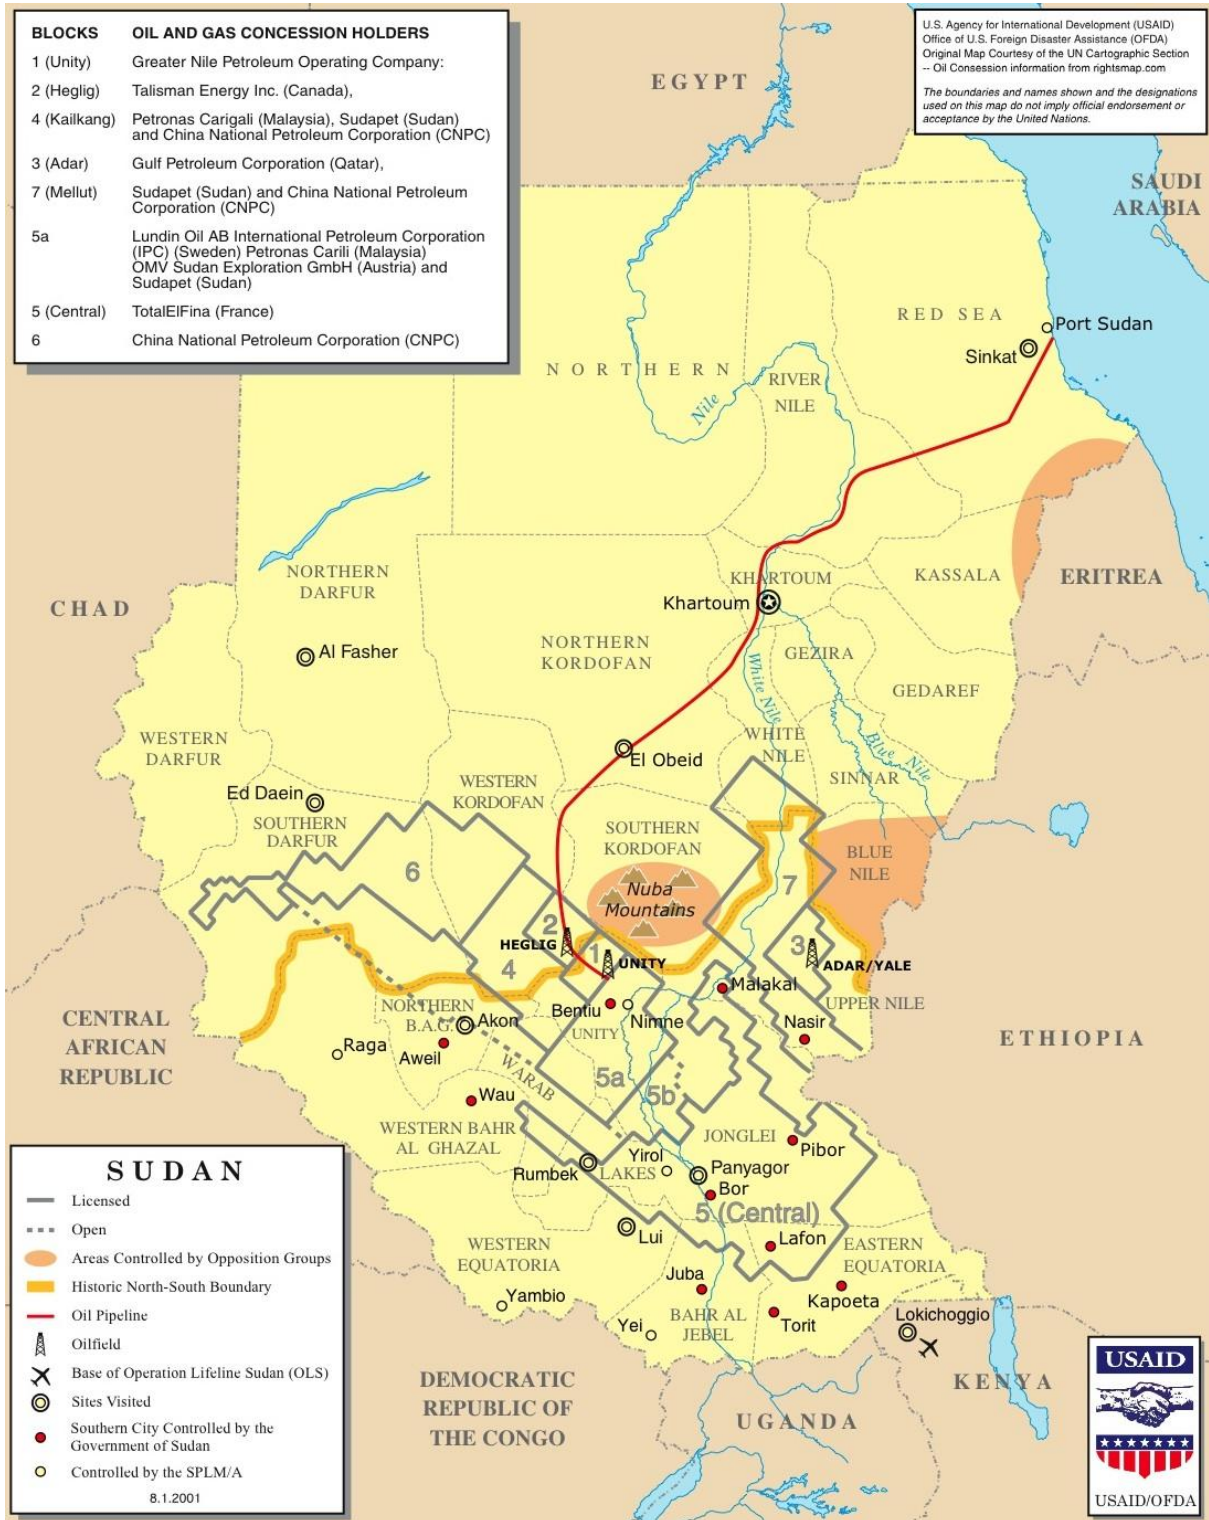 BLOCKS OIL AND GAS CONCESSION HOLDERS
1 (Unity) Greater Nile Petroleum Operating Company:
2 (Heglig) Talisman Energy Inc. (Canada),
4 (Kailkang) Petronas Carigali (Malaysia), Sudapet (Sudan)
and China National Petroleum Corporation (CNPC)
3 (Adar) Gulf Petroleum Corporation (Qatar),
7 (Mellut) Sudapet (Sudan) and China National Petroleum
Corporation (CNPC)
5a Lundin Oil AB International Petroleum Corporation
(IPC) (Sweden) Petronas Carili (Malaysia)
OMV Sudan Exploration GmbH (Austria) and
Sudapet (Sudan)
5 (Central) TotalElFina (France)
6 China National Petroleum Corporation (CNPC)
U.S. Agency for International Development (USAID)
Office of U.S. Foreign Disaster Assistance (OFDA)
Original Map Courtesy of the UN Cartographic Section
-- Oil Consession information from rightsmap.com
The boundaries and names shown and the designations
used on this map do not imply official endorsement or
acceptance by the United Nations.
EGYPT
SAUDI
ARABIA
RED SEA
Port Sudan
Sinkat
NORTHERN
RIVER
NILE
Nile
NORTHERN
DARFUR
KHARTOUM
KASSALA
ERITREA
CHAD
Khartoum
Al Fasher
NORTHERN
KORDOFAN
GEZIRA
White Nile
GEDAREF
WESTERN
DARFUR
WHITE
NILE
Blue Nile
El Obeid
SINNAR
Ed Daein
WESTERN
KORDOFAN
SOUTHERN
DARFUR
SOUTHERN
KORDOFAN
BLUE
NILE
6
7
Nuba
Mountains
2
HEGLIG
1
UNITY
3
ADAR/YALE
4
Malakal
UPPER NILE
NORTHERN
B.A.G.
Akon
Bentiu
Nimne
UNITY
Nasir
CENTRAL
AFRICAN
REPUBLIC
Raga
Aweil
ETHIOPIA
WARAB
5a
5b
Wau
WESTERN BAHR
AL GHAZAL
JONGLEI
Pibor
Rumbek
LAKES
Yirol
Panyagor
Bor
5 (Central)
Lui
Lafon
WESTERN
EQUATORIA
EASTERN
EQUATORIA
Juba
Kapoeta
Yambio
BAHR AL
JEBEL
Torit
Yei
Lokichoggio
DEMOCRATIC
REPUBLIC OF
THE CONGO
KENYA
UGANDA
SUDAN
Licensed
Open
Areas Controlled by Opposition Groups
Historic North-South Boundary
Oil Pipeline
Oilfield
Base of Operation Lifeline Sudan (OLS)
Sites Visited
Southern City Controlled by the
Government of Sudan
Controlled by the SPLM/A
8.1.2001
USAID
USAID/OFDA